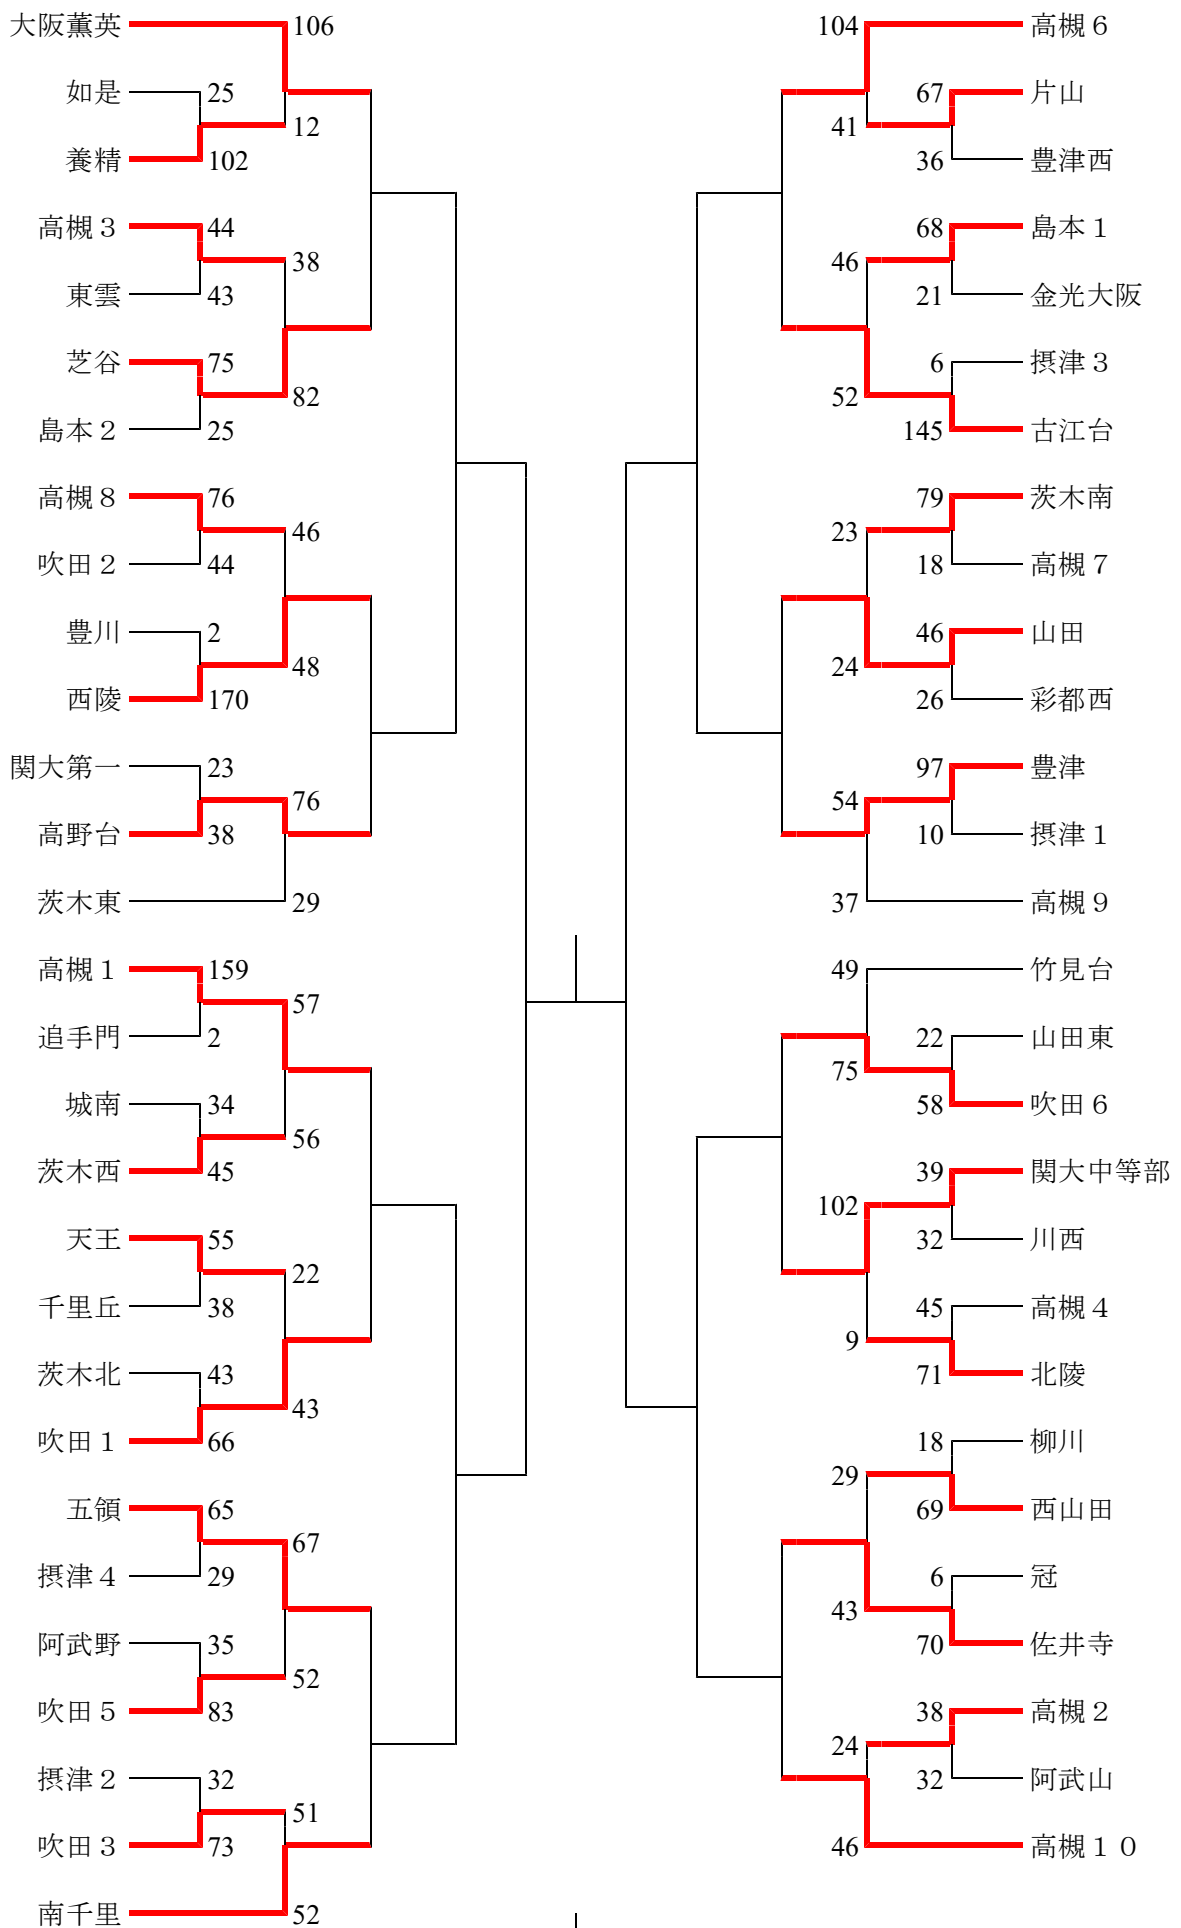 大阪薫英 106
如是 25
12
養精 102
高槻３ 44
38
東雲 43
芝谷 75
82
島本２ 25
高槻８ 76
46
吹田２ 44
豊川 2
48
西陵 170
関大第一 23
76
高野台 38
茨木東 29
高槻１ 159
57
追手門 2
城南 34
56
茨木西 45
天王 55
22
千里丘 38
茨木北 43
43
吹田１ 66
五領 65
67
摂津４ 29
阿武野 35
52
吹田５ 83
摂津２ 32
51
吹田３ 73
南千里 52
104 高槻６
67 片山
41
36 豊津西
68 島本１
46
21 金光大阪
6 摂津３
52
145 古江台
79 茨木南
23
18 高槻７
46 山田
24
26 彩都西
97 豊津
54
10 摂津１
37 高槻９
49 竹見台
22 山田東
75
58 吹田６
39 関大中等部
102
32 川西
45 高槻４
9
71 北陵
18 柳川
29
69 西山田
6 冠
43
70 佐井寺
38 高槻２
24
32 阿武山
46 高槻１０